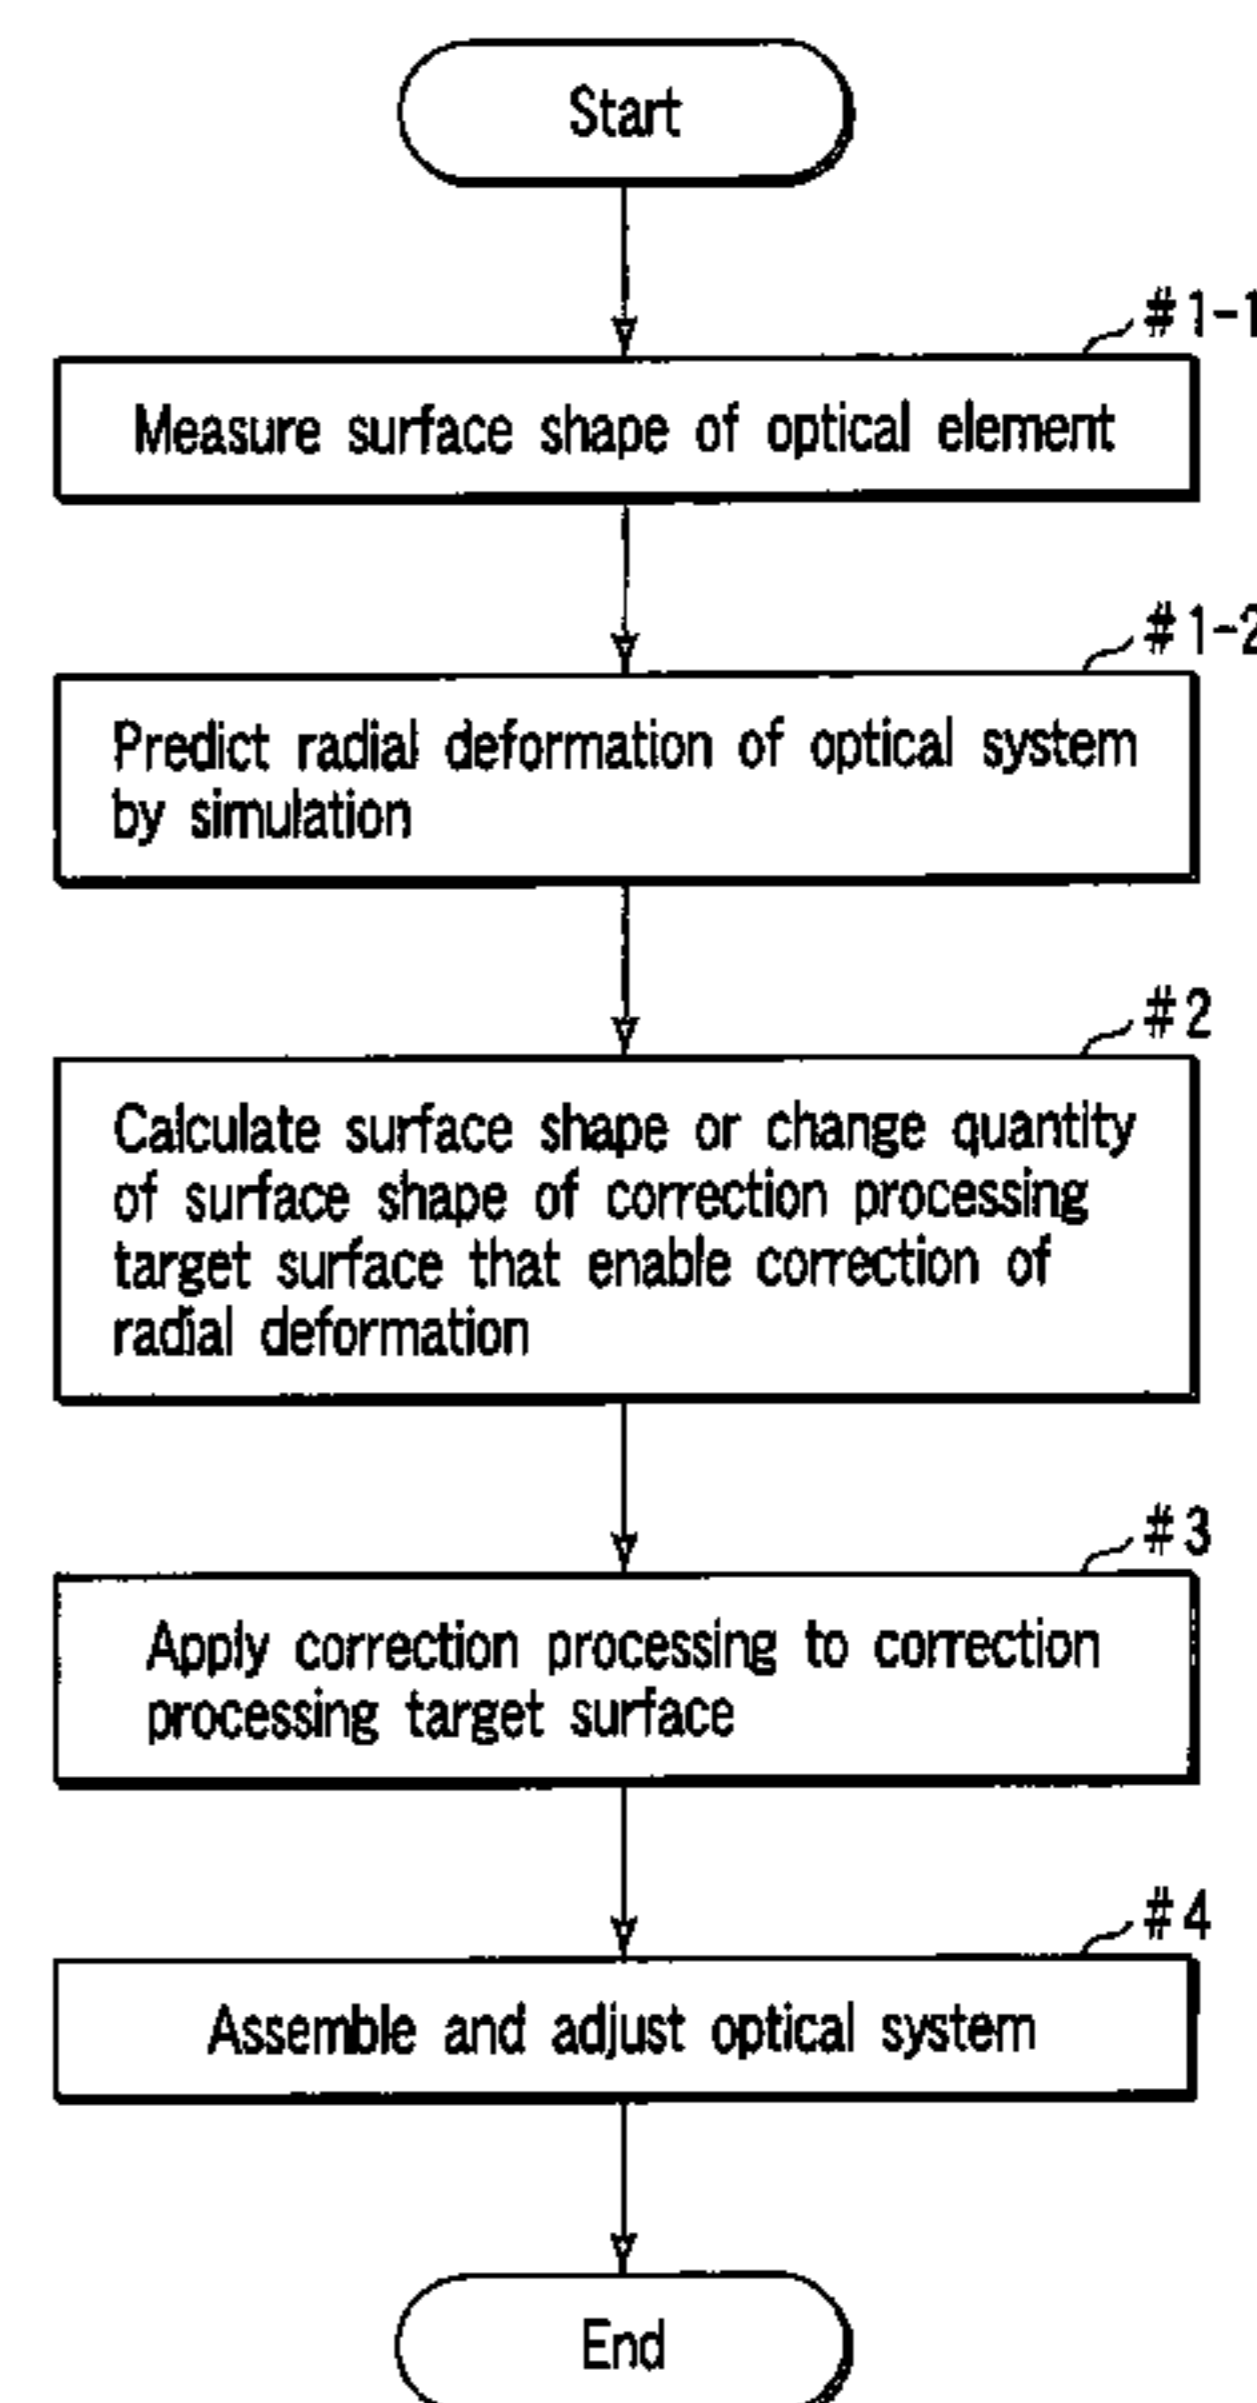 Start
#1-1
Measure surface shape of optical element
#1-2
Predict radial deformation of optical system
by simulation
#2
Calculate surface shape or change quantity
of surface shape of correction processing
target surface that enable correction of
radial deformation
#3
Apply correction processing to correction
processing target surface
#4
Assemble and adjust optical system
End